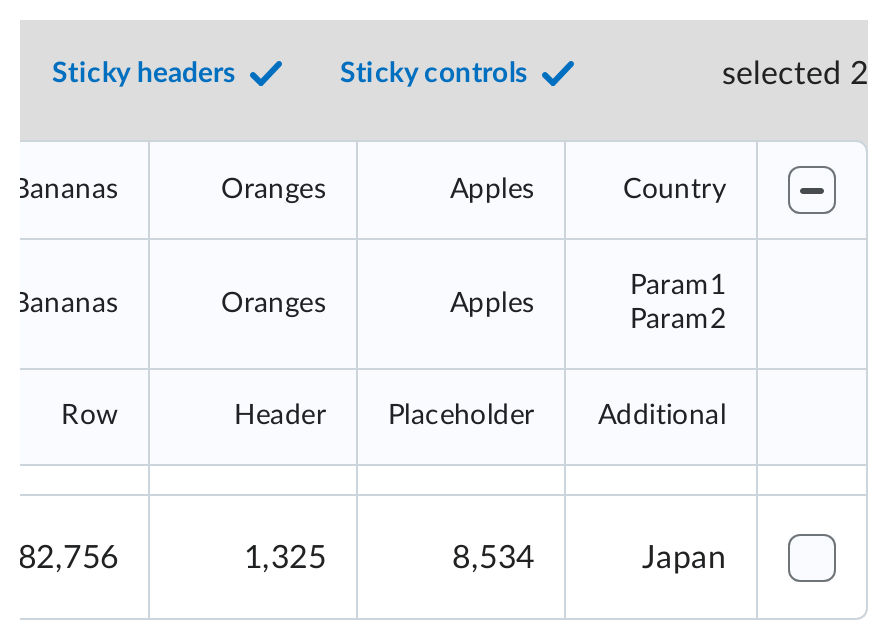 Sticky headers Sticky controls selected 2
Bananas Oranges Apples Country
Bananas Oranges Apples Param1
Param2
Row Header Placeholder Additional
82,756 1,325 8,534 Japan